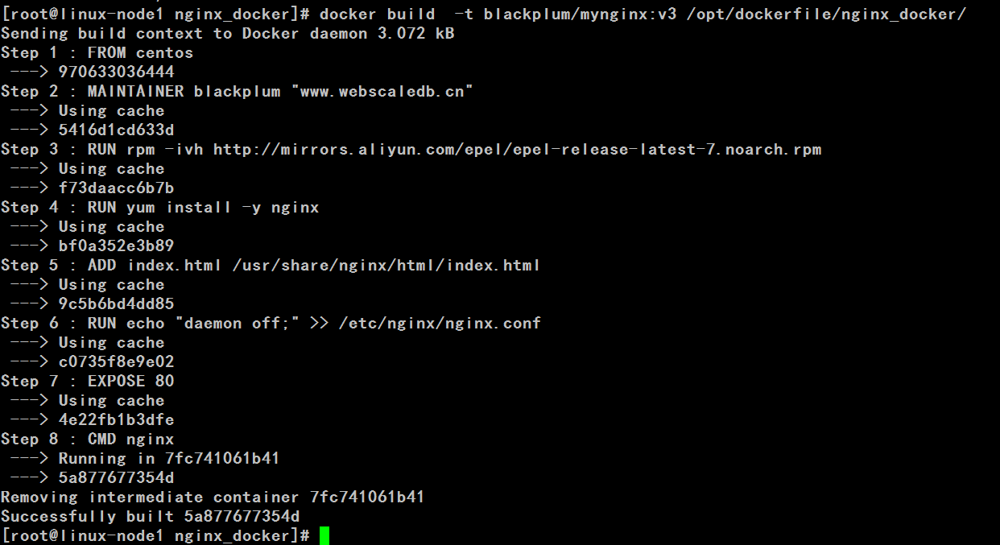 [root@linux-node1 nginx_docker]# docker build  -t blackplum/mynginx:v3 /opt/dockerfile/nginx_docker/
Sending build context to Docker daemon 3.072 kB
Step 1 : FROM centos
 ---> 970633036444
Step 2 : MAINTAINER blackplum "www.webscaledb.cn"
 ---> Using cache
 ---> 5416d1cd633d
Step 3 : RUN rpm -ivh http://mirrors.aliyun.com/epel/epel-release-latest-7.noarch.rpm
 ---> Using cache
 ---> f73daacc6b7b
Step 4 : RUN yum install -y nginx
 ---> Using cache
 ---> bf0a352e3b89
Step 5 : ADD index.html /usr/share/nginx/html/index.html
 ---> Using cache
 ---> 9c5b6bd4dd85
Step 6 : RUN echo "daemon off;" >> /etc/nginx/nginx.conf
 ---> Using cache
 ---> c0735f8e9e02
Step 7 : EXPOSE 80
 ---> Using cache
 ---> 4e22fb1b3dfe
Step 8 : CMD nginx
 ---> Running in 7fc741061b41
 ---> 5a877677354d
Removing intermediate container 7fc741061b41
Successfully built 5a877677354d
[root@linux-node1 nginx_docker]#